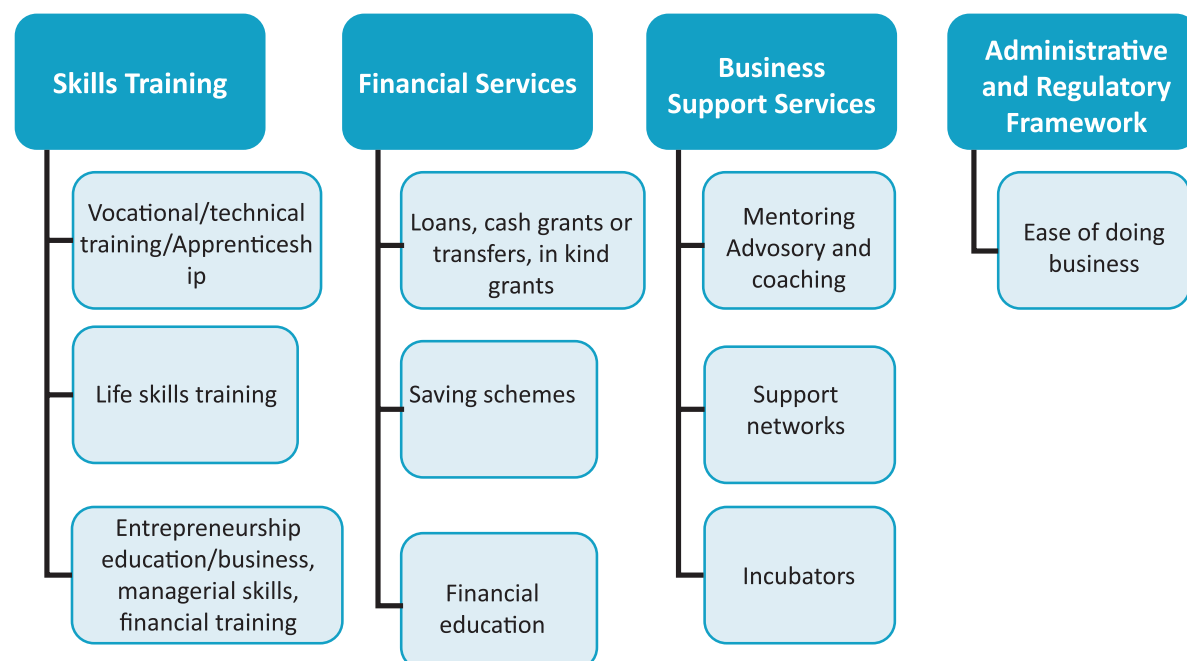 Skills Training
Vocational/technical
training/Apprenticesh
ip
Life skills training
Entrepreneurship
education/business,
managerial skills,
financial training
Financial Services
Loans, cash grants or
transfers, in kind
grants
Saving schemes
Financial
education
Business
Support Services
Mentoring
Advosory and
coaching
Support
networks
Incubators
Administrative
and Regulatory
Framework
Ease of doing
business